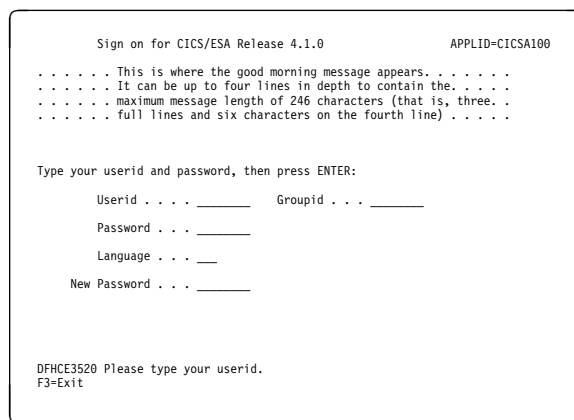 Sign on for CICS/ESA Release 4.1.0 APPLID=CICSA100
. . . . . . This is where the good morning message appears. . . . . . .
. . . . . . It can be up to four lines in depth to contain the. . . . .
. . . . . . maximum message length of 246 characters (that is, three. .
. . . . . . full lines and six characters on the fourth line) . . . . .
Type your userid and password, then press ENTER:
Userid . . . . ________ Groupid . . . ________
Password . . . ________
Language . . . ___
New Password . . . ________
DFHCE3520 Please type your userid.
F3=Exit